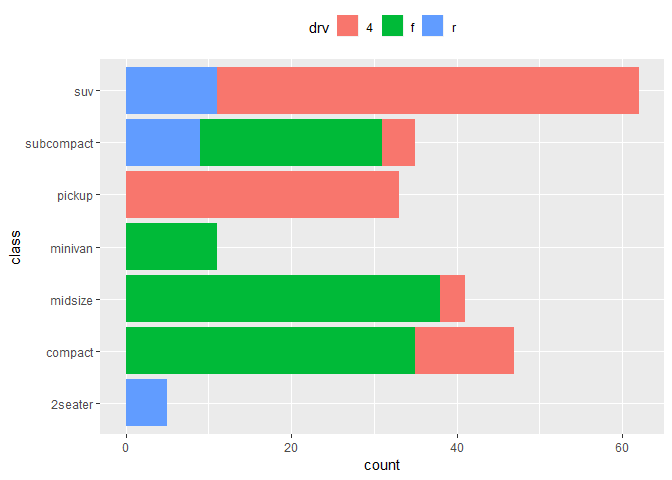 drv 4 f r
suv
subcompact
pickup
minivan
midsize
compact
2seater
class
0 20 40 60
count